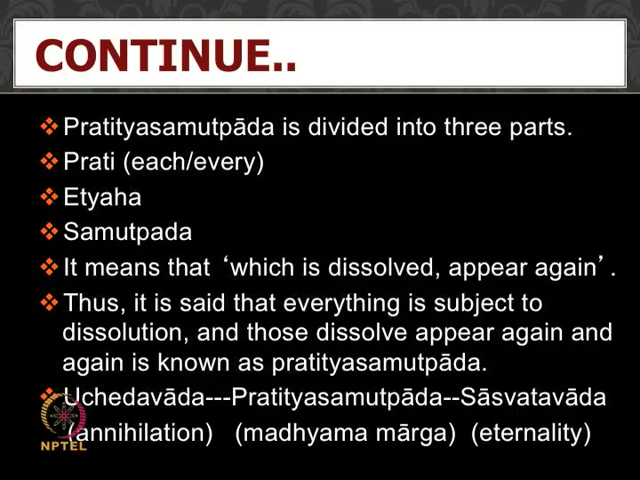 CONTINUE..
Pratityasamutpāda is divided into three parts.
Prati (each/every)
Etyaha
Samutpada
It means that ‘which is dissolved, appear again’.
Thus, it is said that everything is subject to
dissolution, and those dissolve appear again and
again is known as pratityasamutpāda.
Uchedavāda---Pratityasamutpāda--Sāsvatavāda
(annihilation) (madhyama mārga) (eternality)
NPTEL